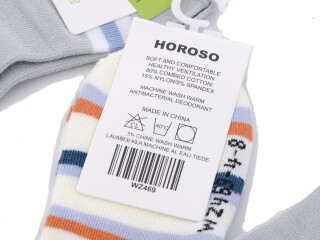 HOROSO
SOFT AND COMFORTABLE
HEALTHY VENTILATION
80% COMBED COTTON
15% NYLON/5% SPANDEX
MACHINE WASH WARM
ANTIBACTERIAL DEODORANT
MADE IN CHINA
40℃
MACHINE WASH WARM
LAVABLE/KLA MACHINE AL EAU TIEDE
WZ469